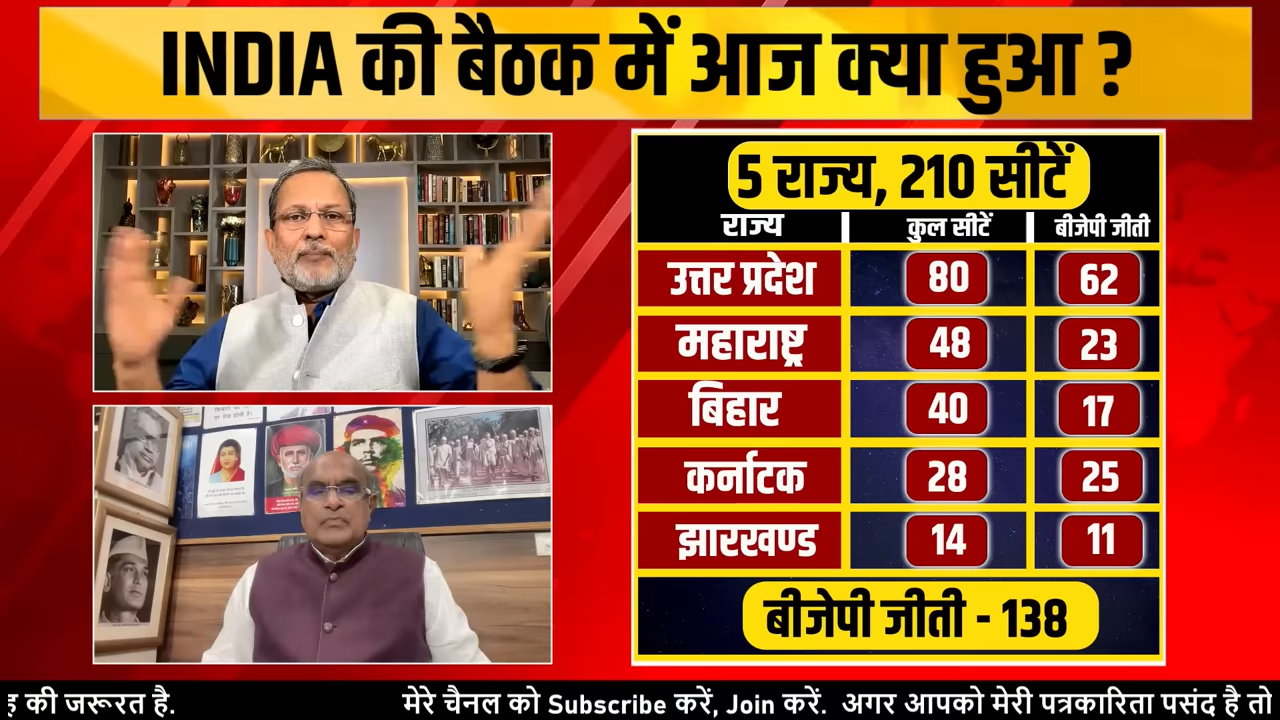 INDIA की बैठक में आज क्या हुआ ?
5 राज्य, 210 सीटें
राज्य कुल सीटें बीजेपी जीती
उत्तर प्रदेश 80 62
महाराष्ट्र 48 23
बिहार 40 17
कर्नाटक 28 25
झारखण्ड 14 11
बीजेपी जीती - 138
की जरूरत है. मेरे चैनल को Subscribe करें, Join करें. अगर आपको मेरी पत्रकारिता पसंद है तो